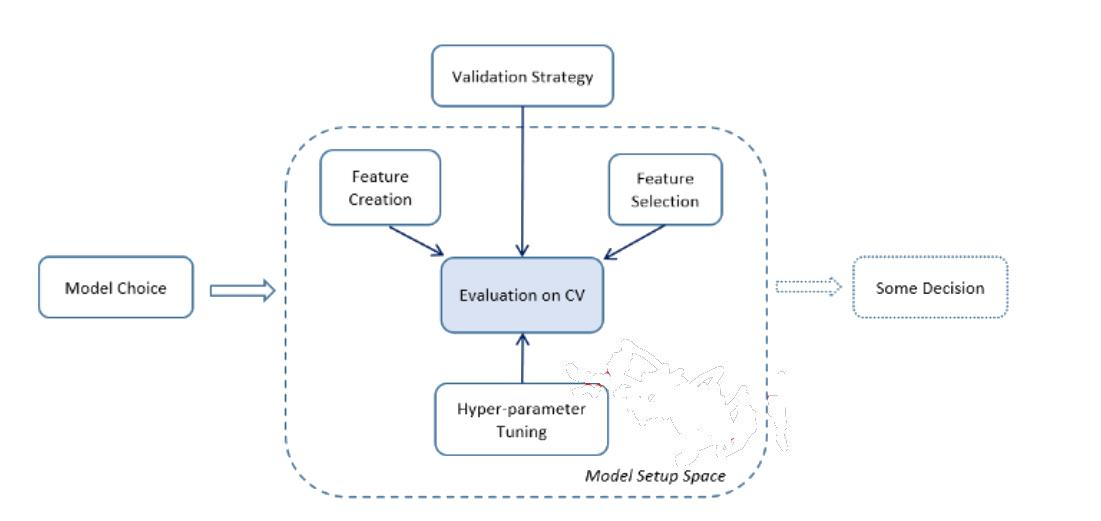 Validation Strategy
Feature
Creation
Feature
Selection
Model Choice
Evaluation on CV
Some Decision
Hyper-parameter
Tuning
Model Setup Space